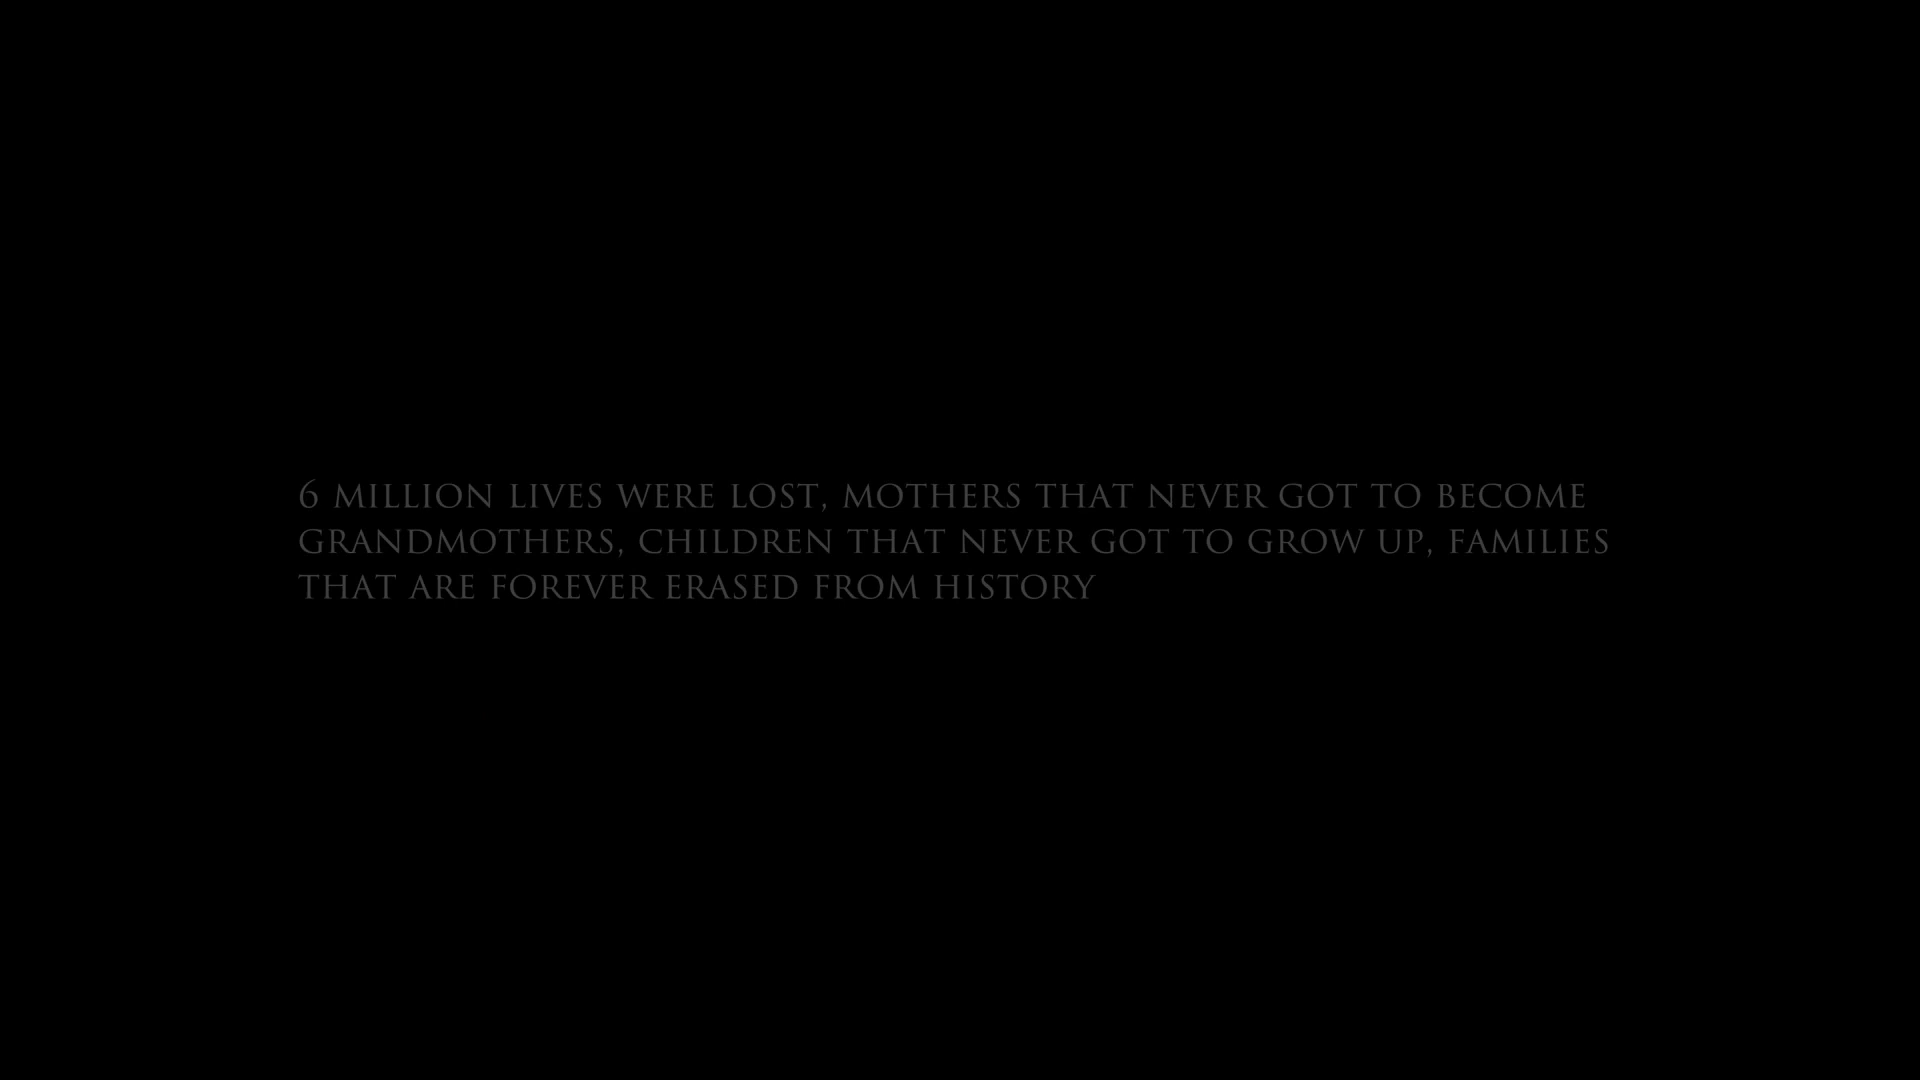 6 MILLION LIVES WERE LOST, MOTHERS THAT NEVER GOT TO BECOME
GRANDMOTHERS, CHILDREN THAT NEVER GOT TO GROW UP, FAMILIES
THAT ARE FOREVER ERASED FROM HISTORY